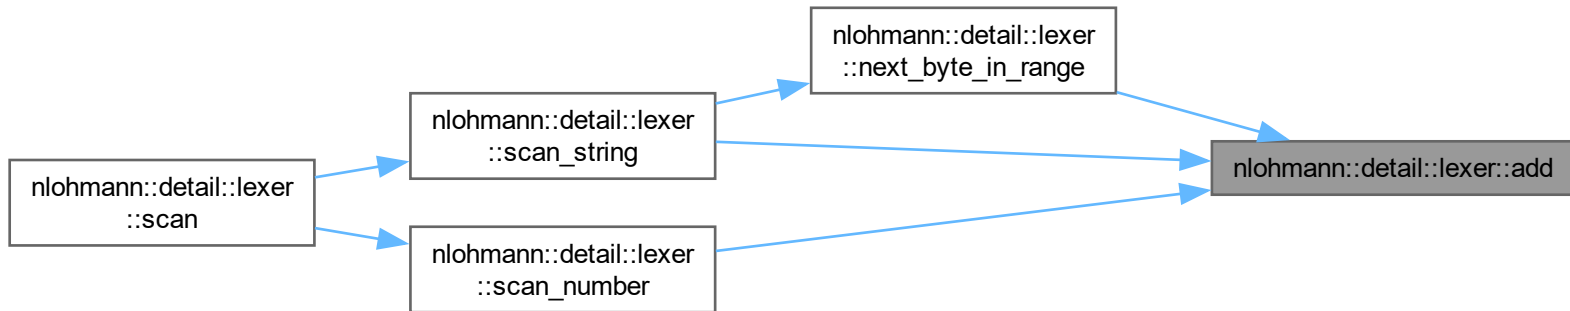 nlohmann::detail::lexer
::next_byte_in_range
nlohmann::detail::lexer
::scan_string
nlohmann::detail::lexer::add
nlohmann::detail::lexer
::scan
nlohmann::detail::lexer
::scan_number